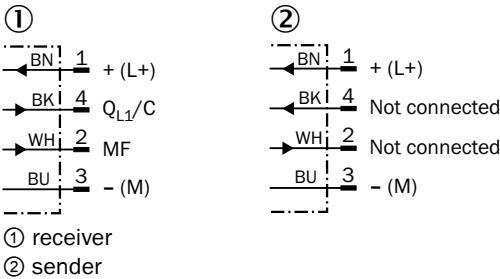 ① ②
BN 1 + (L+) BN 1 + (L+)
BK 4 Q_L1/C BK 4 Not connected
WH 2 MF WH 2 Not connected
BU 3 – (M) BU 3 – (M)
① receiver
② sender